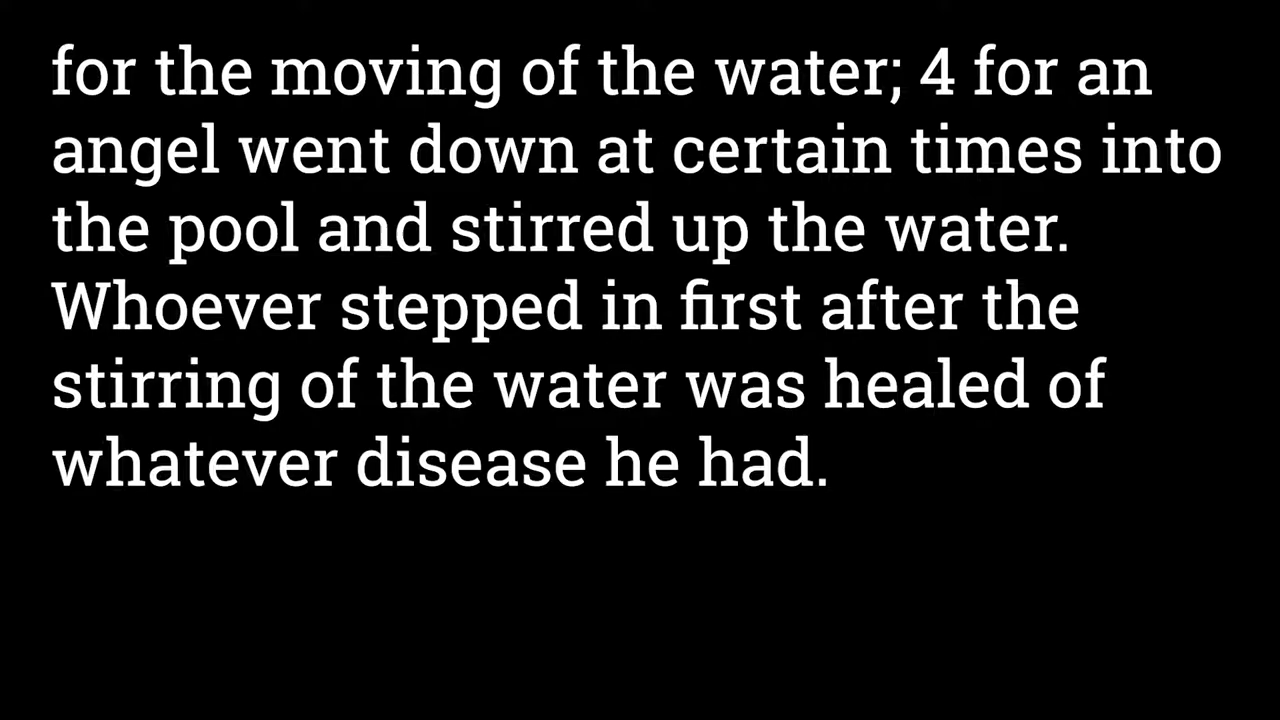 for the moving of the water; 4 for an
angel went down at certain times into
the pool and stirred up the water.
Whoever stepped in first after the
stirring of the water was healed of
whatever disease he had.